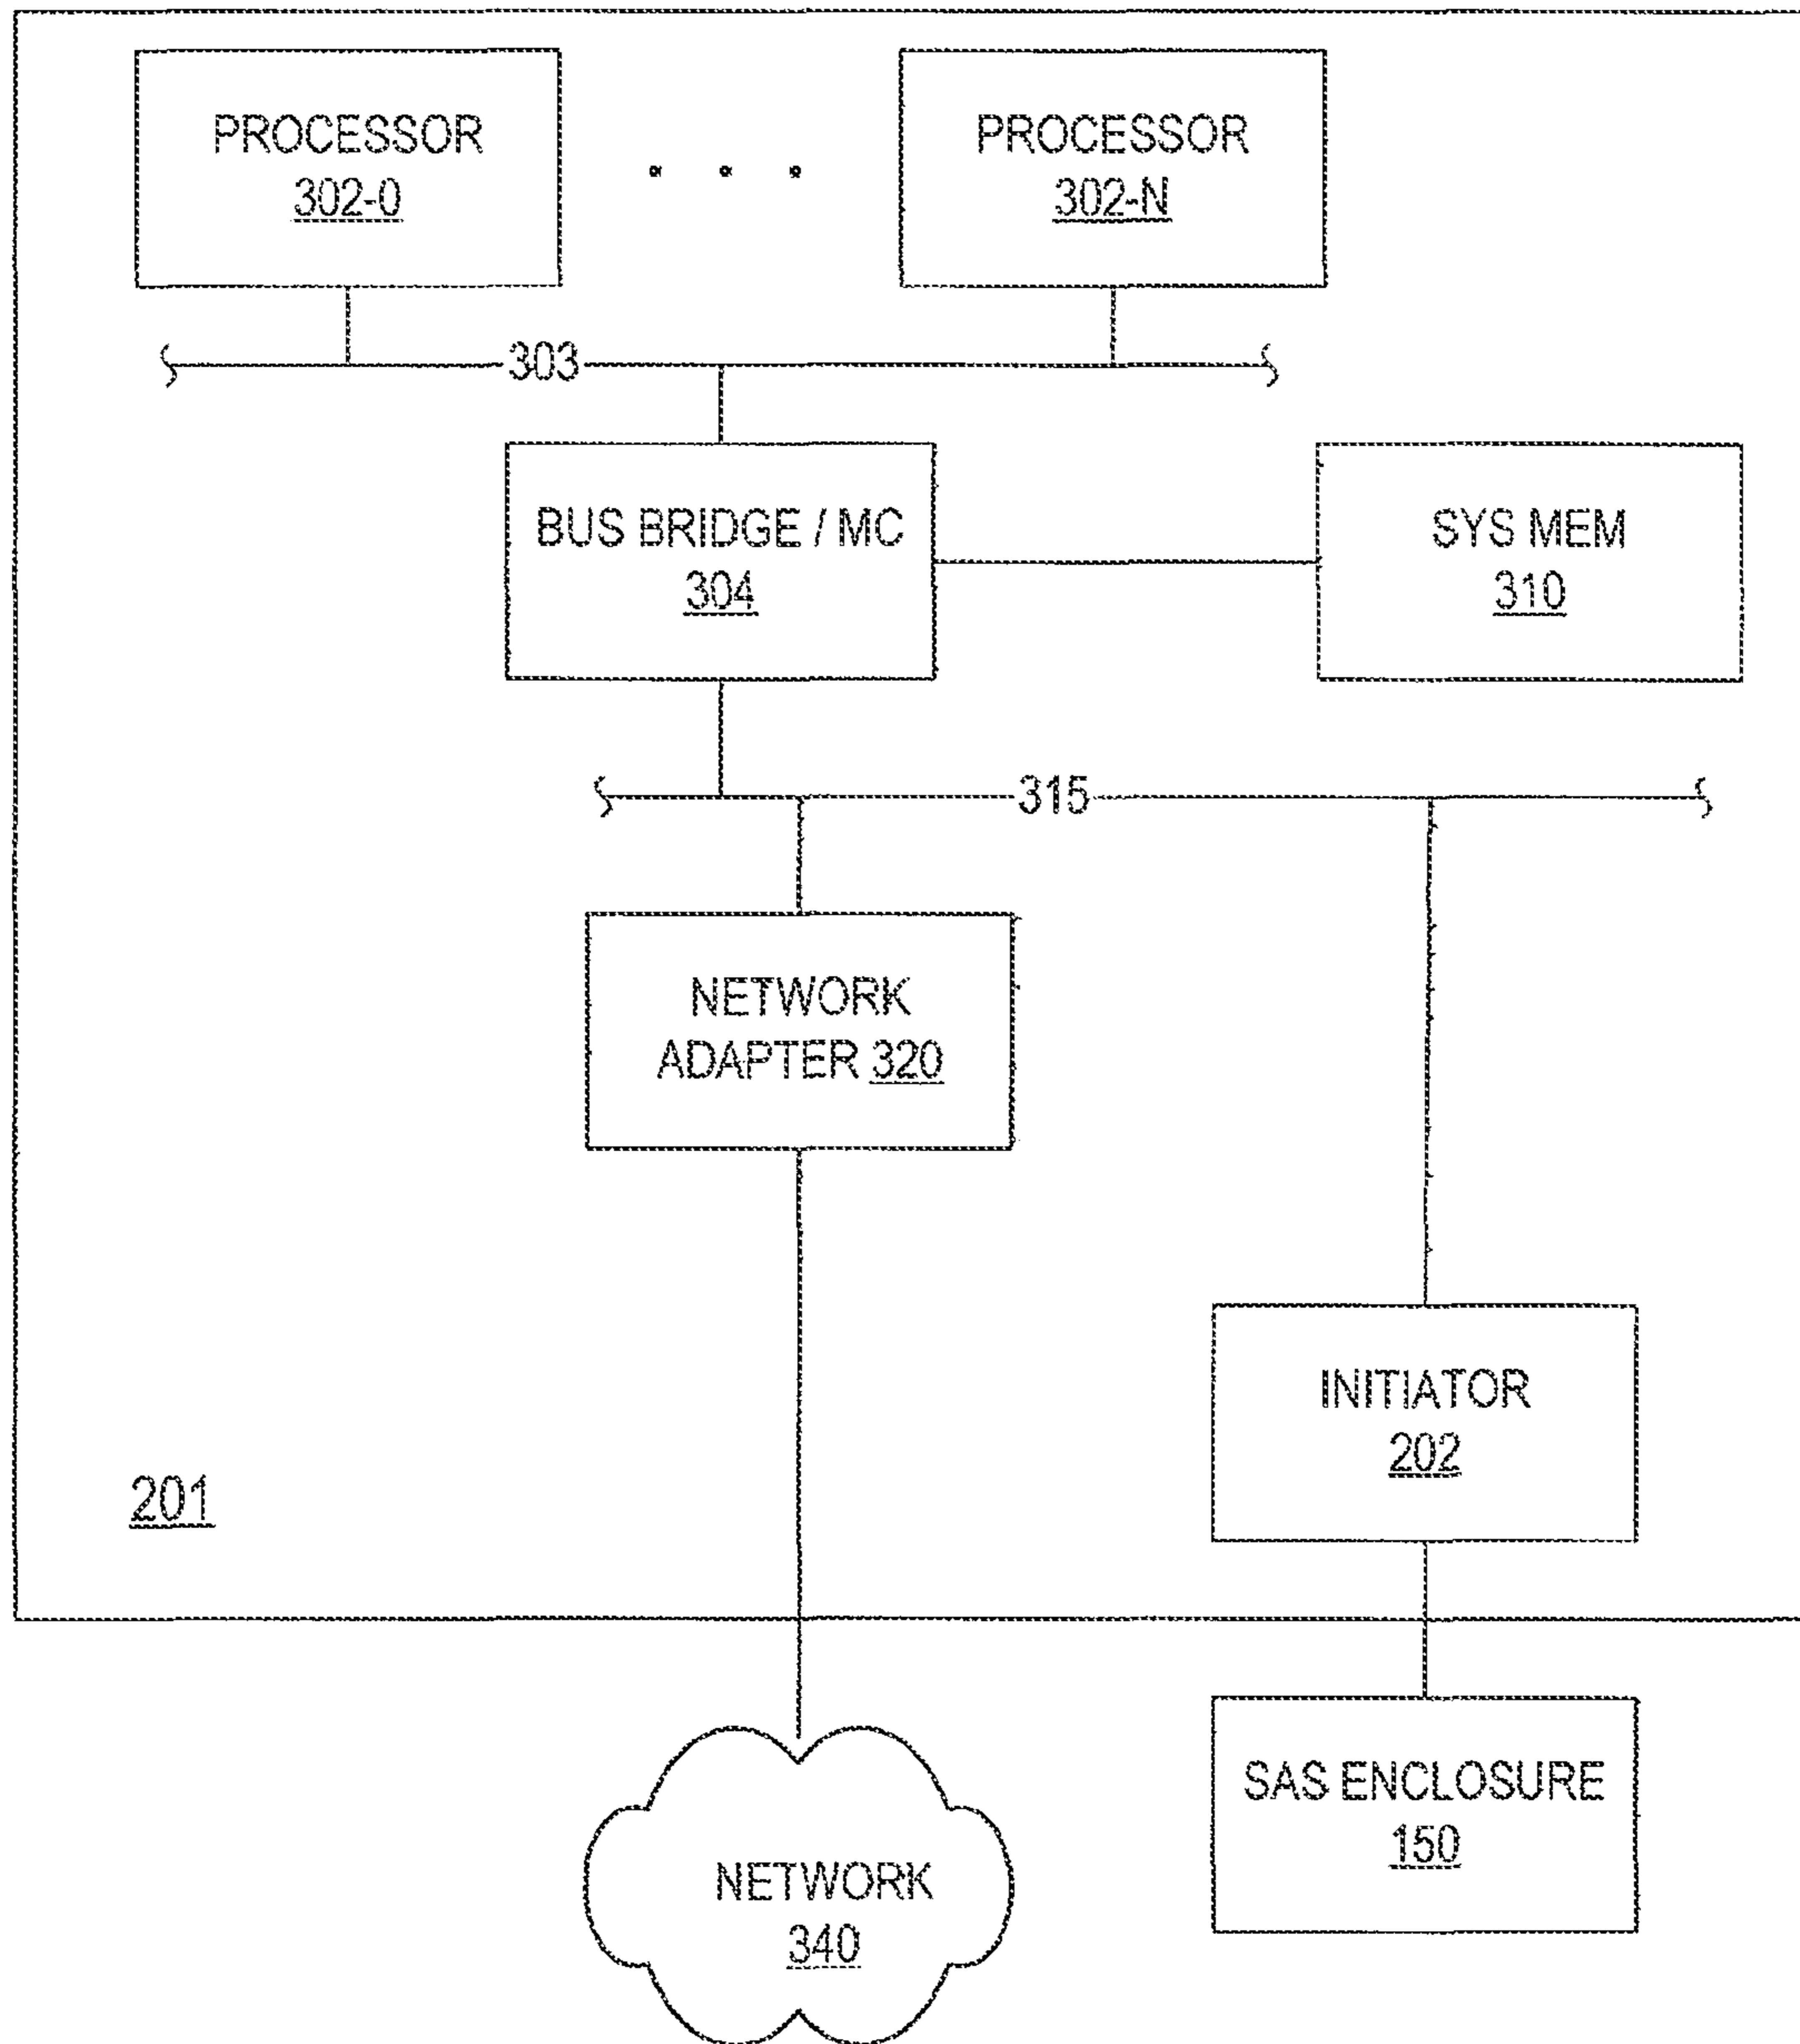 PROCESSOR
302-0
PROCESSOR
302-N
303
BUS BRIDGE / MC
304
SYS MEM
310
315
NETWORK
ADAPTER 320
INITIATOR
202
201
SAS ENCLOSURE
150
NETWORK
340